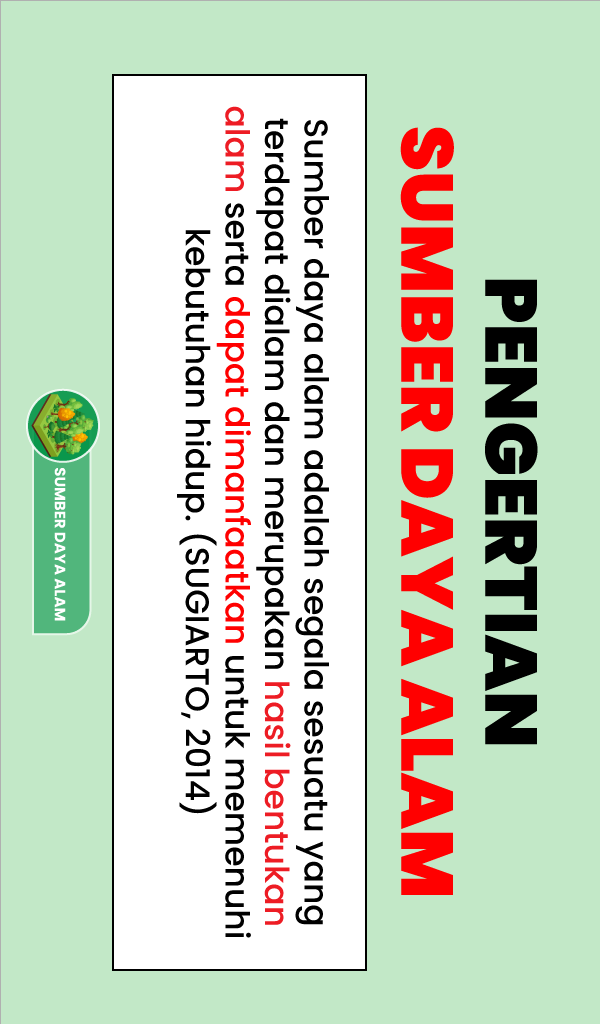 PENGERTIAN
SUMBER DAYA ALAM
Sumber daya alam adalah segala sesuatu yang
terdapat dialam dan merupakan hasil bentukan
alam serta dapat dimanfaatkan untuk memenuhi
kebutuhan hidup. (SUGIARTO, 2014)
SUMBER DAYA ALAM